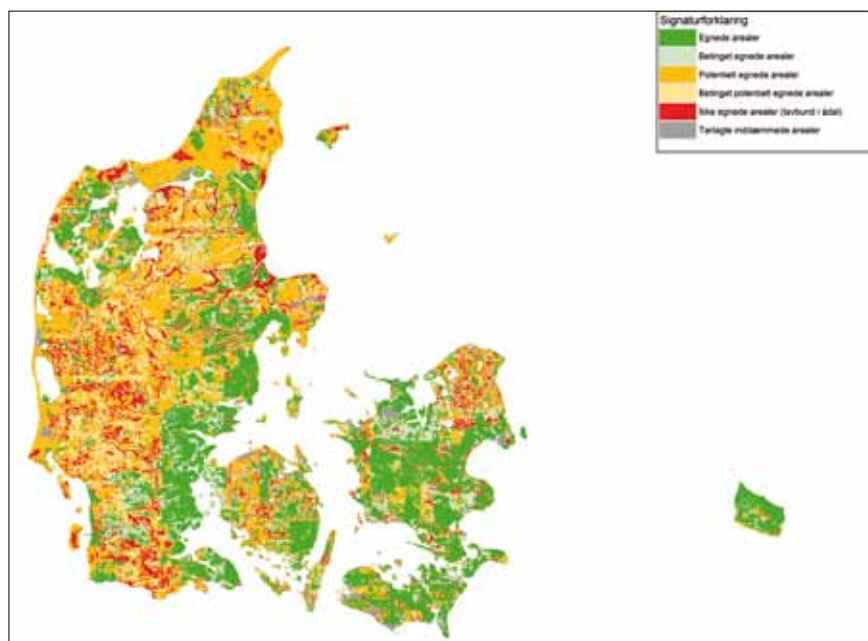 Signaturforklaring
Egnede arealer
Betinget egnede arealer
Potentielt egnede arealer
Betinget potentielt egnede arealer
Ikke egnede arealer (lavbund i ådal)
Tørlagte inddæmmede arealer